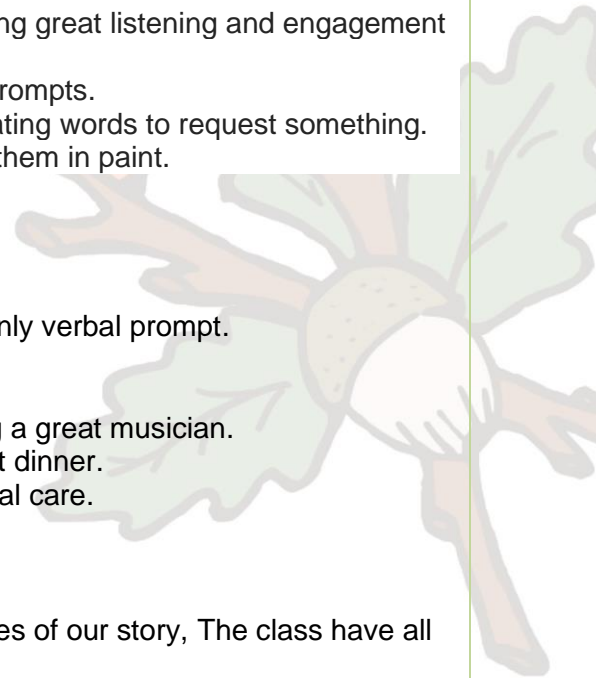 ng great listening and engagement
rompts.
ating words to request something.
them in paint.
nly verbal prompt.
g a great musician.
t dinner.
al care.
es of our story, The class have all